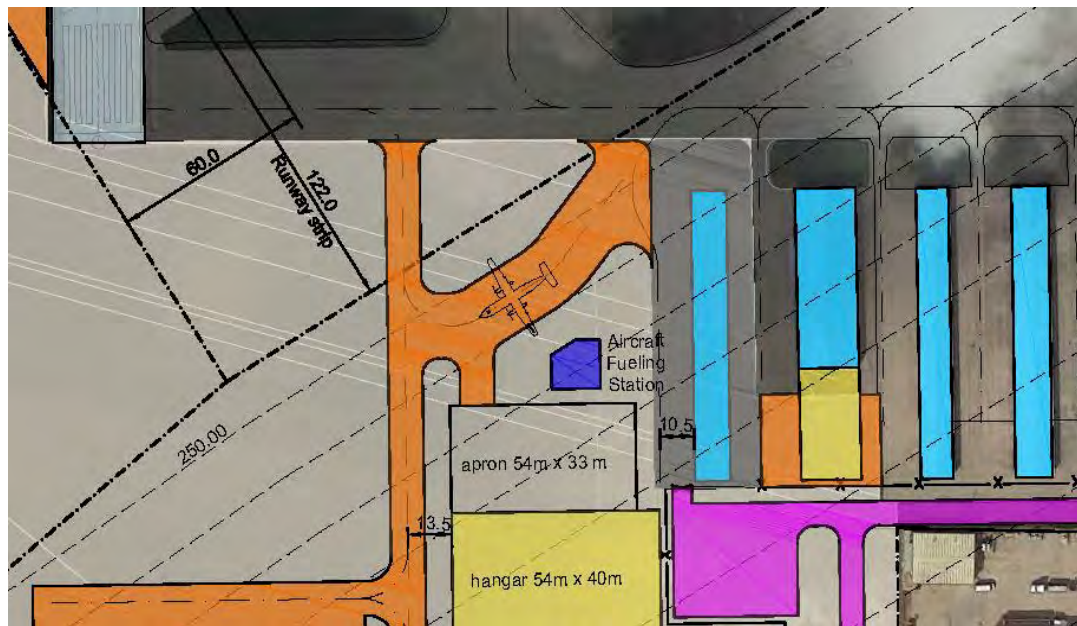 60.0
122.0
Runway strip
Aircraft
Fueling
Station
250.00
10.5
apron 54m x 33 m
13.5
hangar 54m x 40m